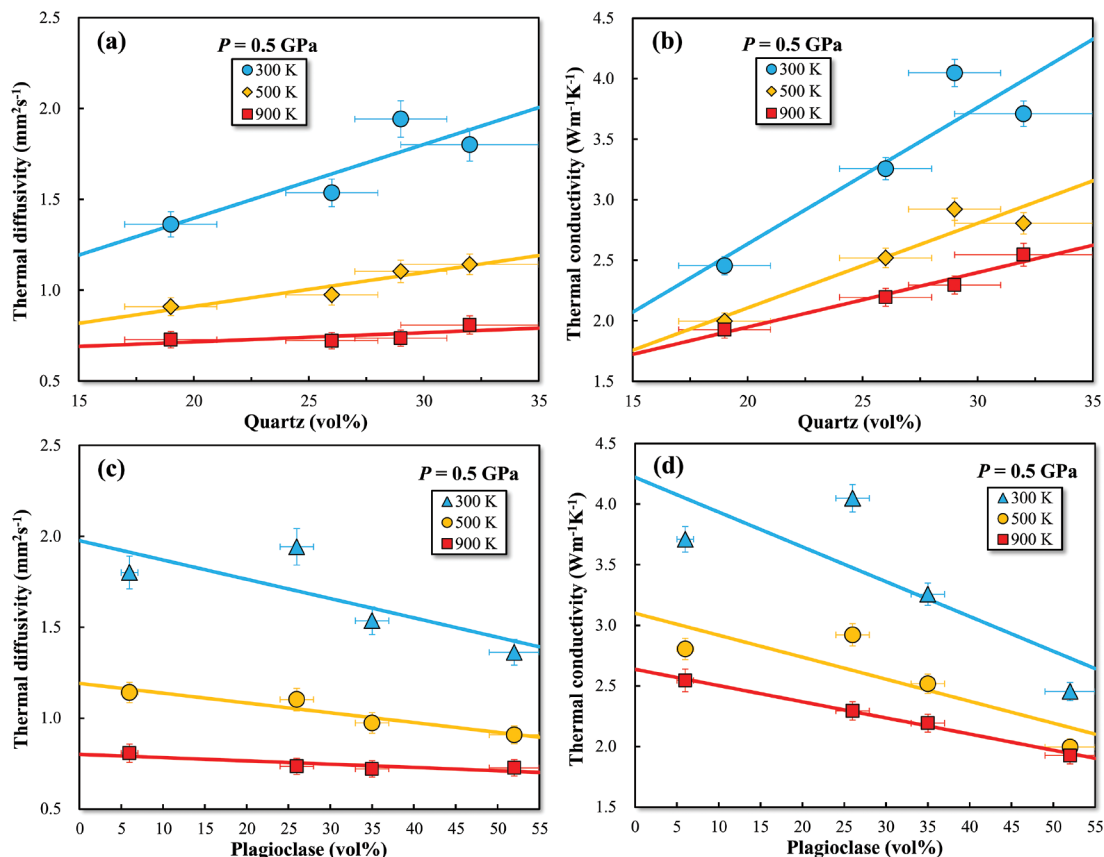 (a)
P = 0.5 GPa
300 K
500 K
900 K
Thermal diffusivity (mm²s⁻¹)
2.5
2.0
1.5
1.0
0.5
15 20 25 30 35
Quartz (vol%)
(b)
P = 0.5 GPa
300 K
500 K
900 K
Thermal conductivity (Wm⁻¹K⁻¹)
4.5
4.0
3.5
3.0
2.5
2.0
1.5
15 20 25 30 35
Quartz (vol%)
(c)
P = 0.5 GPa
300 K
500 K
900 K
Thermal diffusivity (mm²s⁻¹)
2.5
2.0
1.5
1.0
0.5
0 5 10 15 20 25 30 35 40 45 50 55
Plagioclase (vol%)
(d)
P = 0.5 GPa
300 K
500 K
900 K
Thermal conductivity (Wm⁻¹K⁻¹)
4.5
4.0
3.5
3.0
2.5
2.0
1.5
0 5 10 15 20 25 30 35 40 45 50 55
Plagioclase (vol%)